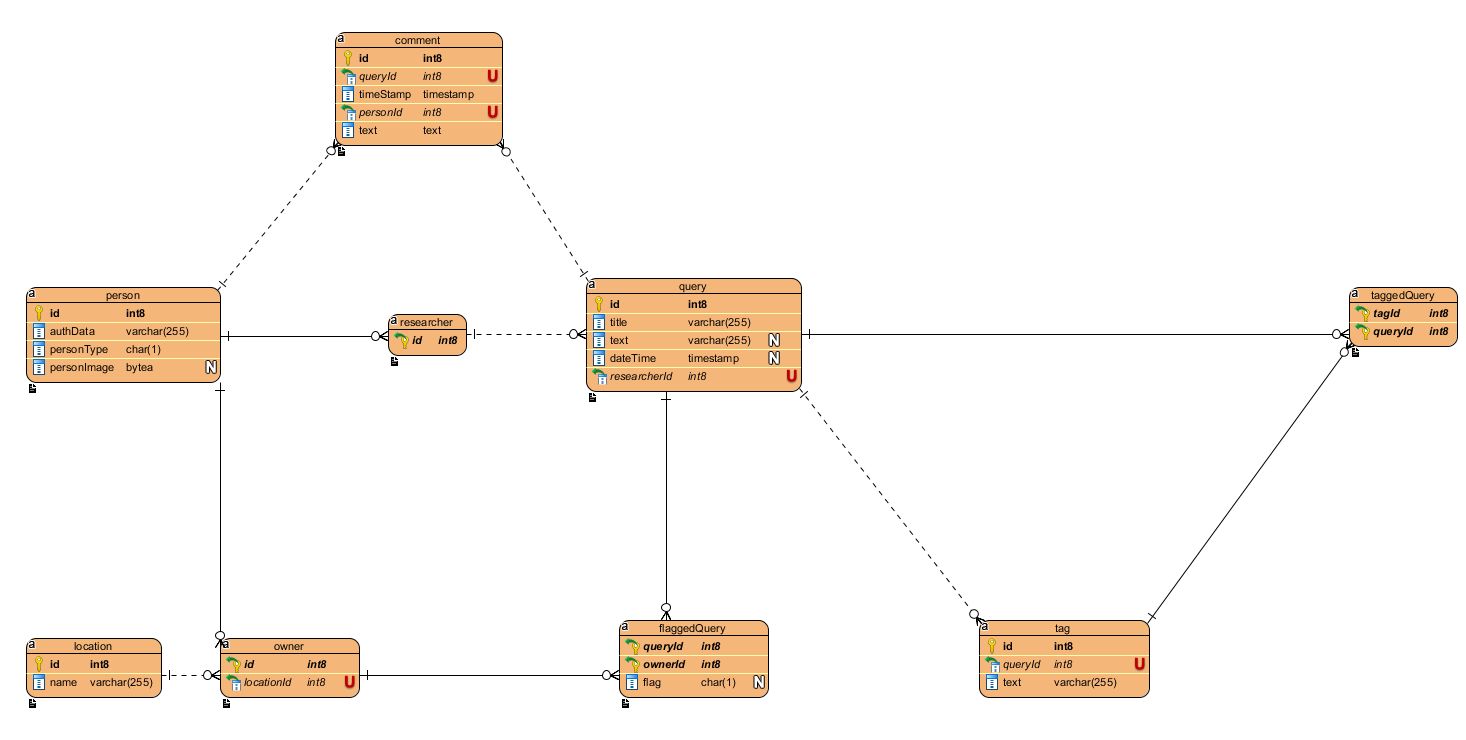 comment
id int8
queryId int8 U
timeStamp timestamp
personId int8 U
text text
person
id int8
authData varchar(255)
personType char(1)
personImage bytea N
researcher
id int8
query
id int8
title varchar(255)
text varchar(255) N
dateTime timestamp N
researcherId int8 U
taggedQuery
tagId int8
queryId int8
location
id int8
name varchar(255)
owner
id int8
locationId int8 U
flaggedQuery
queryId int8
ownerId int8
flag char(1) N
tag
id int8
queryId int8 U
text varchar(255)